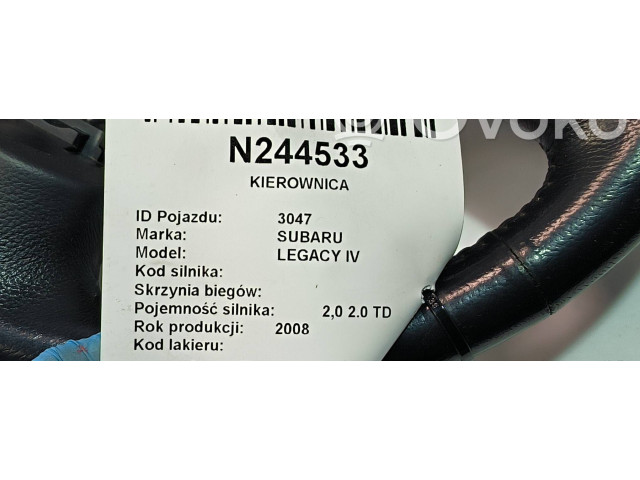 N244533
KIEROWNICA
ID Pojazdu: 3047
Marka: SUBARU
Model: LEGACY IV
Kod silnika:
Skrzynia biegów:
Pojemność silnika: 2,0 2.0 TD
Rok produkcji: 2008
Kod lakieru: